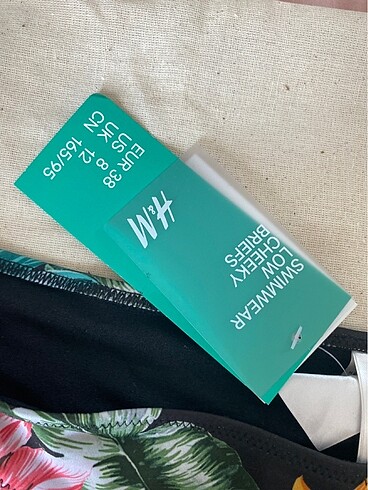 EUR 38
US 8
UK 12
CN 165/95
H&M
SWIMWEAR
LOW
CHEEKY
BRIEFS